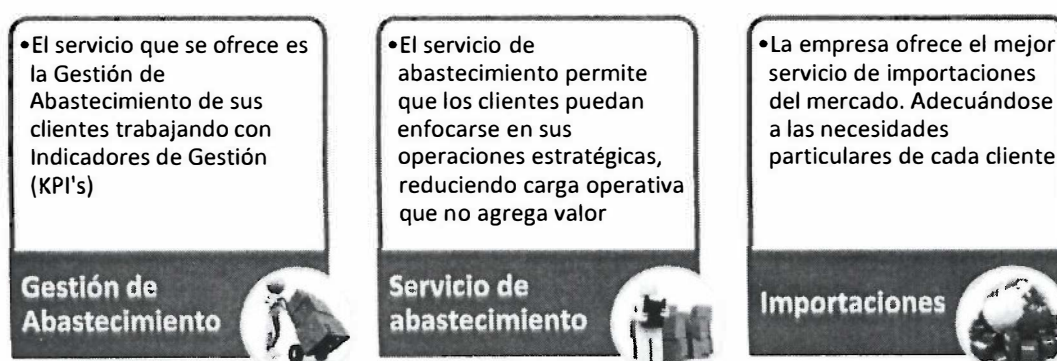 •El servicio que se ofrece es
la Gestión de
Abastecimiento de sus
clientes trabajando con
Indicadores de Gestión
(KPI's)
Gestión de
Abastecimiento
•El servicio de
abastecimiento permite
que los clientes puedan
enfocarse en sus
operaciones estratégicas,
reduciendo carga operativa
que no agrega valor
Servicio de
abastecimiento
•La empresa ofrece el mejor
servicio de importaciones
del mercado. Adecuándose
a las necesidades
particulares de cada cliente
Importaciones